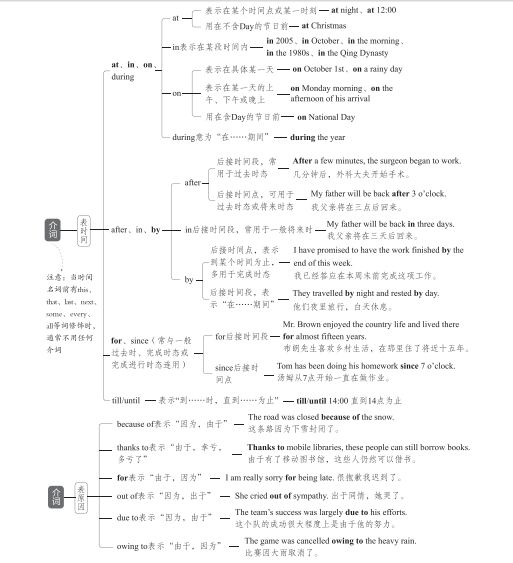 at
表示在某个时间点或某一时刻 — at night、at 12:00
用在不含Day的节日前 — at Christmas
in表示在某段时间内
in 2005、in October、in the morning、
in the 1980s、in the Qing Dynasty
at、in、on、
during
on
表示在具体某一天 — on October 1st、on a rainy day
表示在某一天的上
午、下午或晚上
on Monday morning、on the
afternoon of his arrival
用在含Day的节日前 — on National Day
during意为“在……期间” — during the year
after
后接时间段，常
用于过去时态
After a few minutes, the surgeon began to work.
几分钟后，外科大夫开始手术。
后接时间点，可用于
过去时态或将来时态
My father will be back after 3 o'clock.
我父亲将在三点后回来。
介词
表时间
after、in、by
in后接时间段，常用于一般将来时
My father will be back in three days.
我父亲将在三天后回来。
by
后接时间点，表示
到某个时间为止，
多用于完成时态
I have promised to have the work finished by the
end of this week.
我已经答应在本周末前完成这项工作。
后接时间段，表
示“在……期间”
They travelled by night and rested by day.
他们夜里旅行，白天休息。
注意：当时间
名词前有this、
that、last、next、
some、every、
all等词修饰时，
通常不用任何
介词
for、since（常与一般
过去时、完成时态或
完成进行时态连用）
for后接时间段
Mr. Brown enjoyed the country life and lived there
for almost fifteen years.
布朗先生喜欢乡村生活，在那里住了将近十五年。
since后接时
间点
Tom has been doing his homework since 7 o'clock.
汤姆从7点开始一直在做作业。
till/until — 表示“到……时，直到……为止” — till/until 14:00 直到14点为止
介词
表原因
because of表示“因为，由于”
The road was closed because of the snow.
这条路因为下雪封闭了。
thanks to表示“由于，幸亏，
多亏了”
Thanks to mobile libraries, these people can still borrow books.
由于有了移动图书馆，这些人仍然可以借书。
for表示“由于，因为” — I am really sorry for being late. 很抱歉我迟到了。
out of表示“因为，出于” — She cried out of sympathy. 出于同情，她哭了。
due to表示“因为，由于”
The team's success was largely due to his efforts.
这个队的成功很大程度上是由于他的努力。
owing to表示“由于，因为”
The game was cancelled owing to the heavy rain.
比赛因大雨取消了。